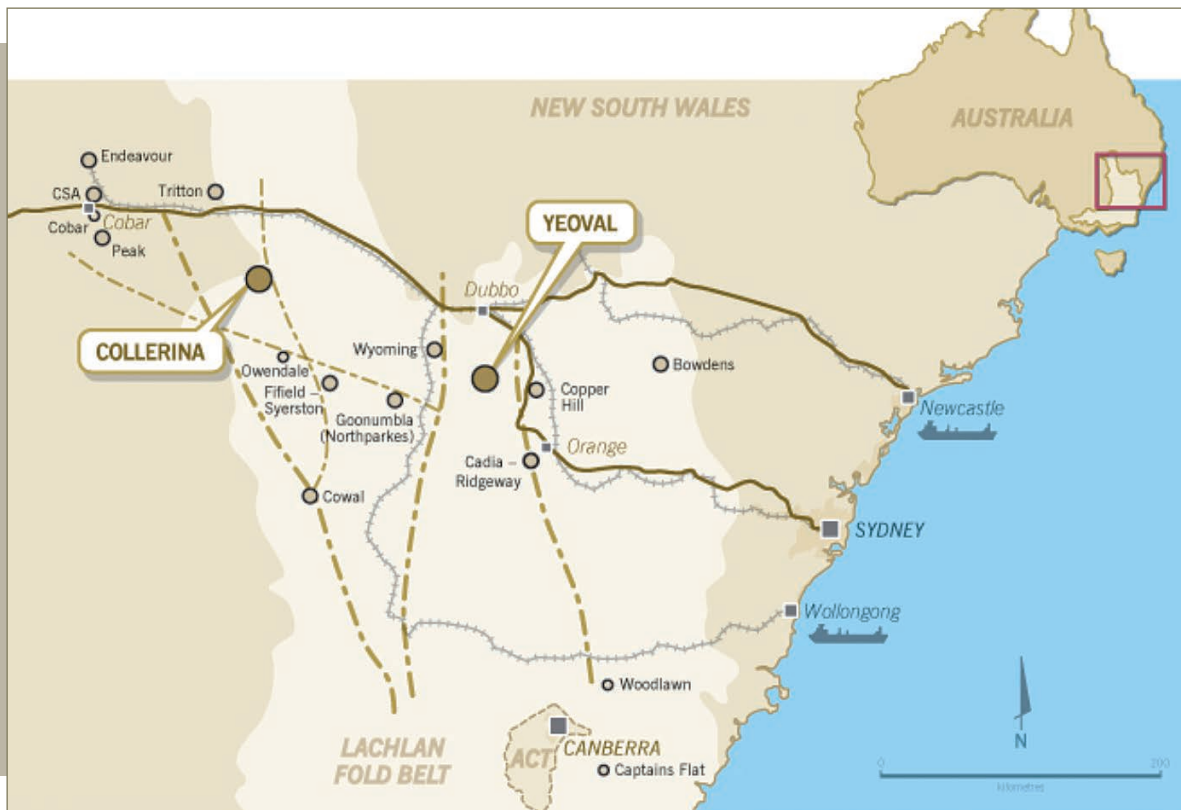 NEW SOUTH WALES
AUSTRALIA
Endeavour
CSA
Tritton
Cobar
Cobar
Peak
YEOVAL
Dubbo
COLLERINA
Wyoming
Owendale
Fifield –
Syerston
Bowdens
Copper
Hill
Goonumbla
(Northparkes)
Newcastle
Orange
Cadia –
Ridgeway
Cowal
SYDNEY
Wollongong
Woodlawn
N
LACHLAN
FOLD BELT
ACT
CANBERRA
Captains Flat
0
200
kilometres